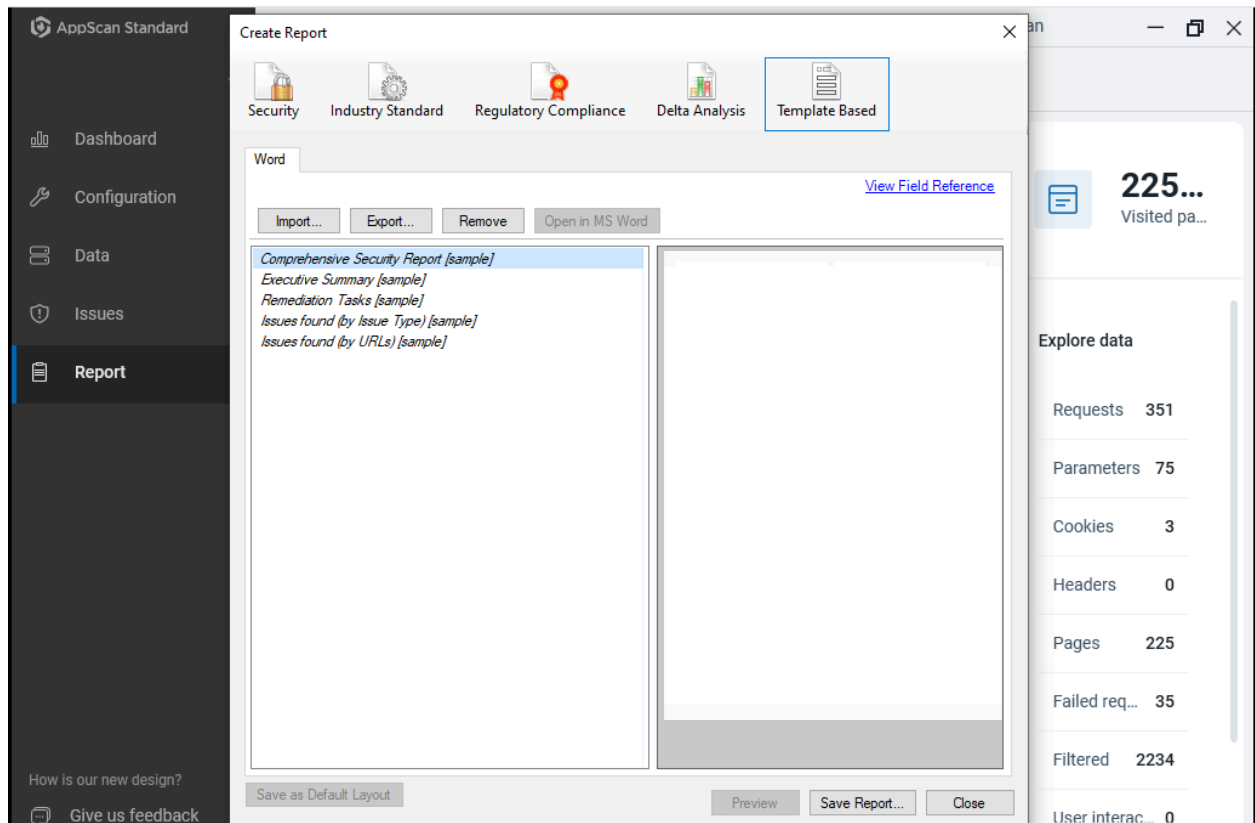 AppScan Standard
Create Report
an
Security
Industry Standard
Regulatory Compliance
Delta Analysis
Template Based
Dashboard
Configuration
Data
Issues
Report
Word
View Field Reference
Import...
Export...
Remove
Open in MS Word
Comprehensive Security Report [sample]
Executive Summary [sample]
Remediation Tasks [sample]
Issues found (by Issue Type) [sample]
Issues found (by URLs) [sample]
225...
Visited pa...
Explore data
Requests 351
Parameters 75
Cookies 3
Headers 0
Pages 225
Failed req... 35
Filtered 2234
User interac... 0
How is our new design?
Give us feedback
Save as Default Layout
Preview
Save Report...
Close